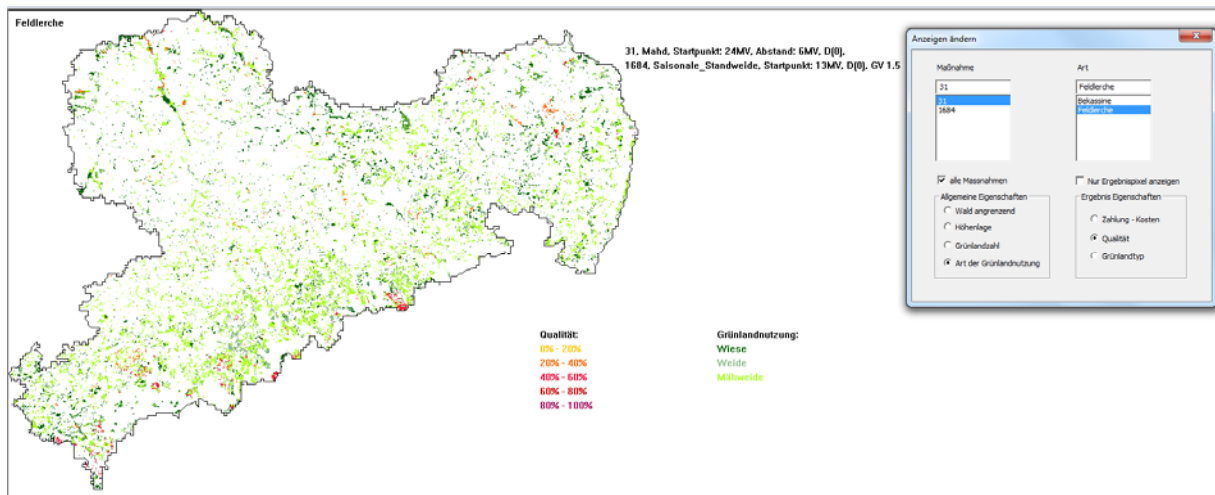 Feldlerche
31, Mahd, Startpunkt: 24MV, Abstand: 6MV, D(0),
1684, Saisonale_Standweide, Startpunkt: 13MV, D(0), GV 1.5
Qualität:
0% - 20%
20% - 40%
40% - 60%
60% - 80%
80% - 100%
Grünlandnutzung:
Wiese
Weide
Mähweide
Anzeigen ändern
Maßnahme
Art
31
Feldlerche
31
1684
Bekassine
Feldlerche
alle Massnahmen
Nur Ergebnispixel anzeigen
Allgemeine Eigenschaften
Wald angrenzend
Höhenlage
Grünlandzahl
Art der Grünlandnutzung
Ergebnis Eigenschaften
Zahlung - Kosten
Qualität
Grünlandtyp